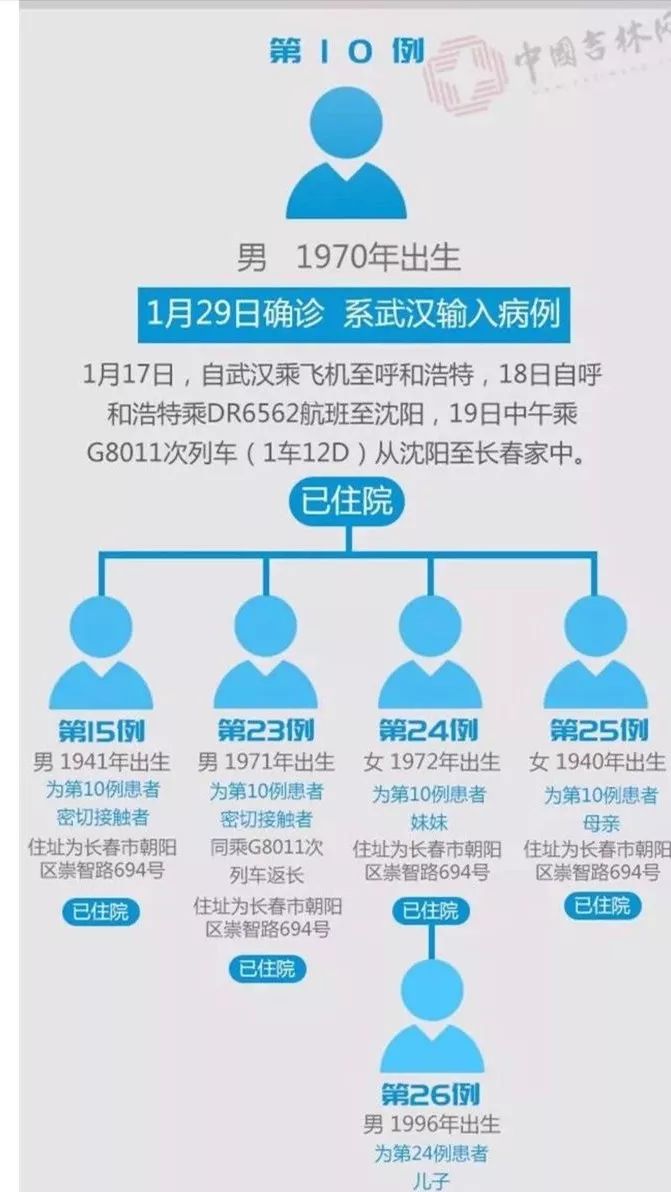 中國吉林网
第10例
男 1970年出生
1月29日确诊 系武汉输入病例
1月17日，自武汉乘飞机至呼和浩特，18日自呼
和浩特乘DR6562航班至沈阳，19日中午乘
G8011次列车（1车12D）从沈阳至长春家中。
已住院
第15例
男 1941年出生
为第10例患者
密切接触者
住址为长春市朝阳
区崇智路694号
已住院
第23例
男 1971年出生
为第10例患者
密切接触者
同乘G8011次
列车返长
住址为长春市朝阳
区崇智路694号
已住院
第24例
女 1972年出生
为第10例患者
妹妹
住址为长春市朝阳
区崇智路694号
已住院
第25例
女 1940年出生
为第10例患者
母亲
住址为长春市朝阳
区崇智路694号
已住院
第26例
男 1996年出生
为第24例患者
儿子